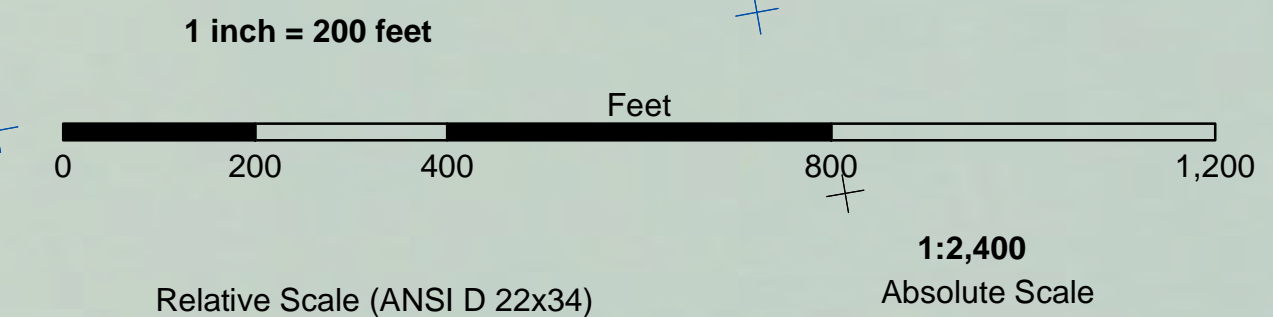 1 inch = 200 feet
Feet
0 200 400 800 1,200
1:2,400
Relative Scale (ANSI D 22x34)
Absolute Scale